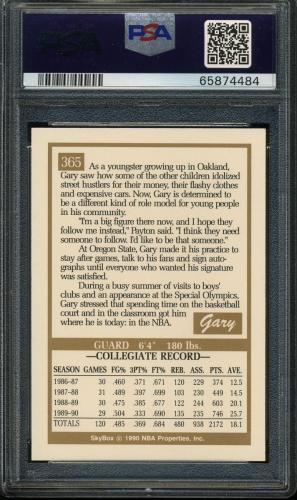 PSA
PSA
65874484
365
As a youngster growing up in Oakland,
Gary saw how some of the other children idolized
street hustlers for their money, their flashy clothes
and expensive cars. Now, Gary is determined to
be a different kind of role model for young people
in his community.
"I'm a big figure there now, and I hope they
follow me instead," Payton said. "I think they need
someone to follow. I'd like to be that someone."
At Oregon State, Gary made it his practice to
stay after games, talk to his fans and sign auto-
graphs until everyone who wanted his signature
was satisfied.
During a busy summer of visits to boys'
clubs and an appearance at the Special Olympics,
Gary stressed that spending time on the basketball
court and in the classroom got him
where he is today: in the NBA.
Gary
GUARD 6'4" 180 lbs.
COLLEGIATE RECORD
SEASON GAMES FG% 3PT% FT% REB. ASS. PTS. AVE.
1986-87 30 .460 .371 .671 120 229 374 12.5
1987-88 31 .489 .397 .699 103 230 449 14.5
1988-89 30 .475 .385 .677 122 244 603 20.1
1989-90 29 .504 .333 .690 135 235 746 25.7
TOTALS 120 .485 .367 .684 480 938 2172 18.1
SkyBox © 1990 NBA Properties, Inc.